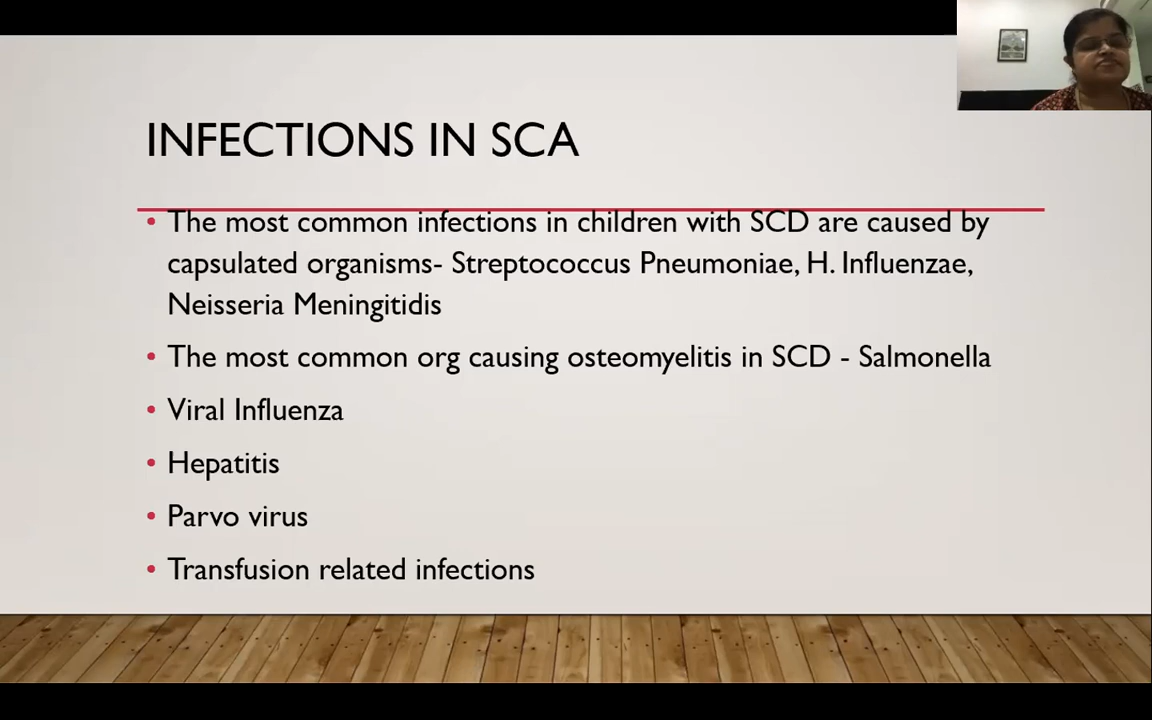 INFECTIONS IN SCA
• The most common infections in children with SCD are caused by
capsulated organisms- Streptococcus Pneumoniae, H. Influenzae,
Neisseria Meningitidis
• The most common org causing osteomyelitis in SCD - Salmonella
• Viral Influenza
• Hepatitis
• Parvo virus
• Transfusion related infections